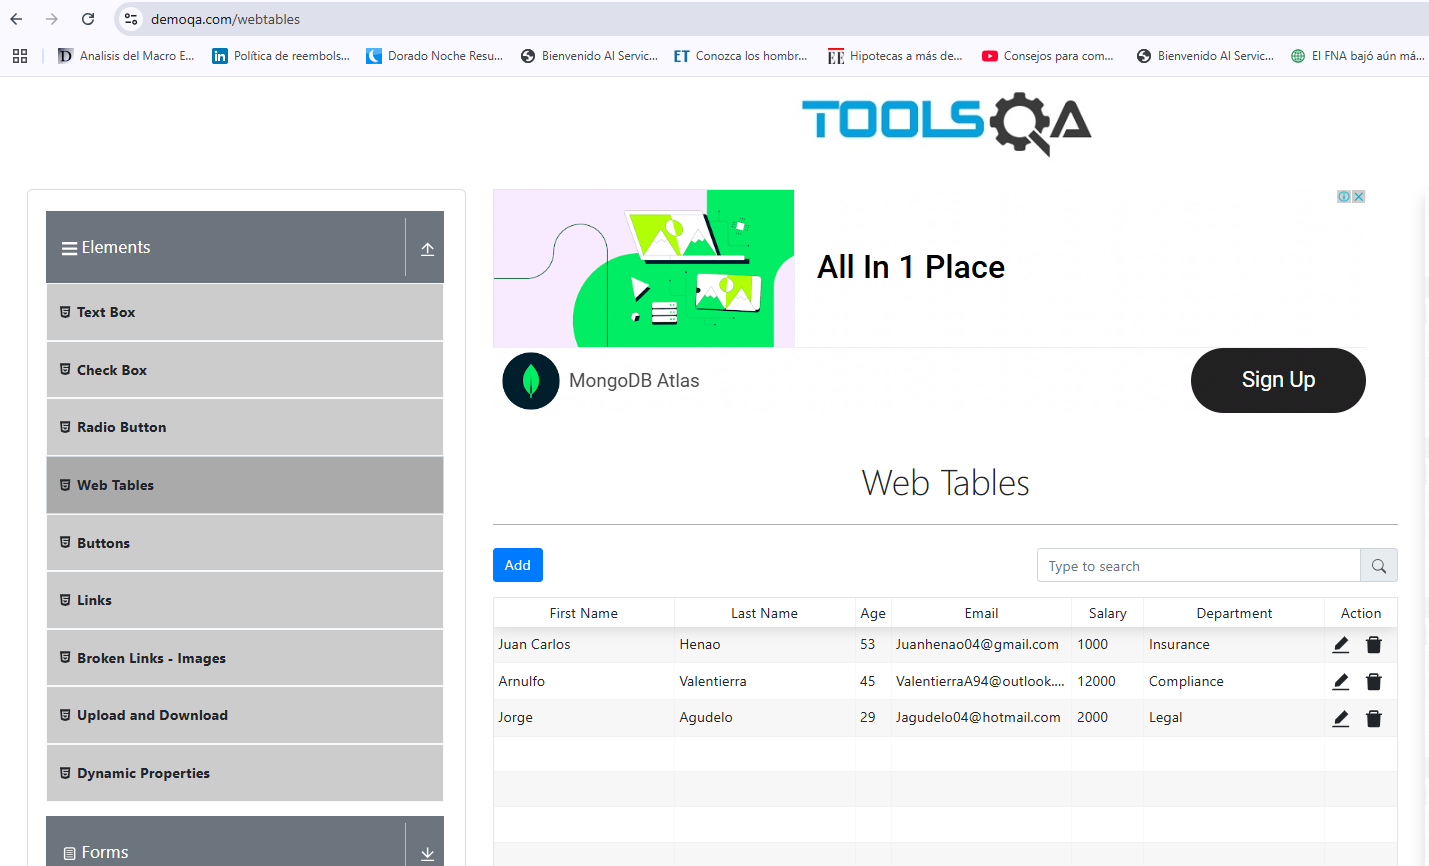 demoqa.com/webtables
Analisis del Macro E...
Política de reembols...
Dorado Noche Resu...
Bienvenido Al Servic...
ET Conozca los hombr...
EE Hipotecas a más de...
Consejos para com...
Bienvenido Al Servic...
El FNA bajó aún má...
TOOLSQA
Elements
Text Box
Check Box
Radio Button
Web Tables
Buttons
Links
Broken Links - Images
Upload and Download
Dynamic Properties
Forms
All In 1 Place
MongoDB Atlas
Sign Up
Web Tables
Add
Type to search
First Name Last Name Age Email Salary Department Action
Juan Carlos Henao 53 Juanhenao04@gmail.com 1000 Insurance
Arnulfo Valentierra 45 ValentierraA94@outlook.... 12000 Compliance
Jorge Agudelo 29 Jagudelo04@hotmail.com 2000 Legal